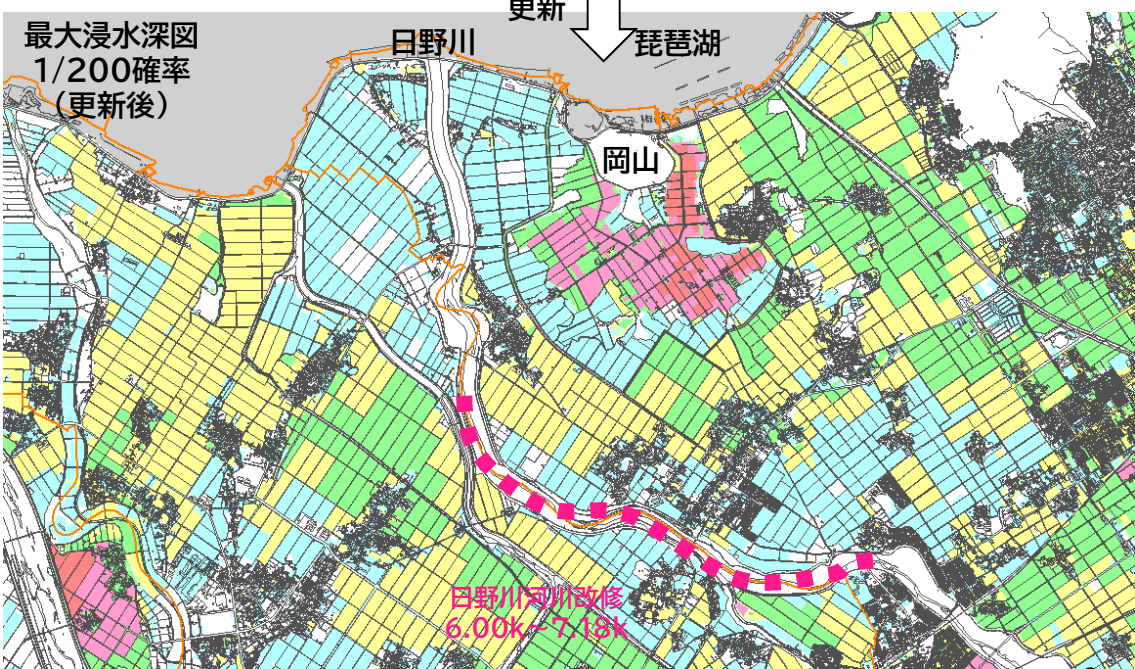 更新
最大浸水深図
1/200確率
（更新後）
日野川
琵琶湖
岡山
日野川河川改修
6.00k～7.18k